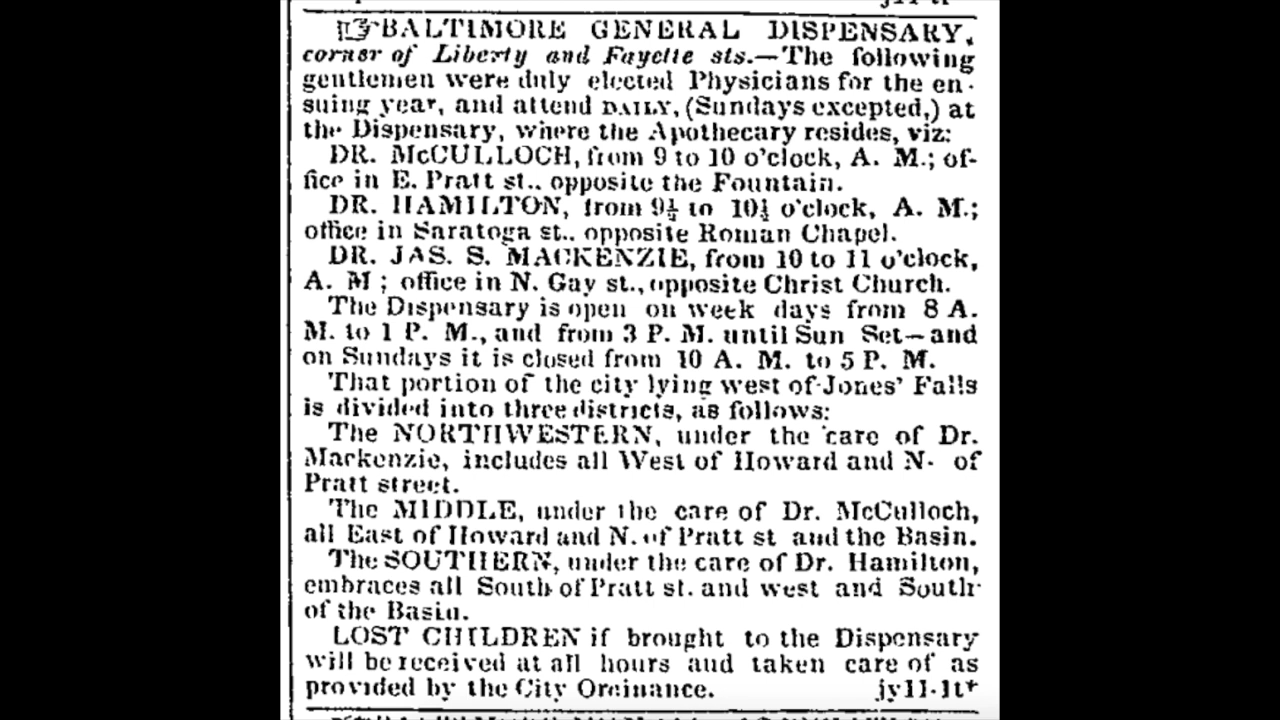 ☞BALTIMORE GENERAL DISPENSARY,
corner of Liberty and Fayette sts.—The following
gentlemen were duly elected Physicians for the en-
suing year, and attend DAILY, (Sundays excepted,) at
the Dispensary, where the Apothecary resides, viz:
DR. McCULLOCH, from 9 to 10 o'clock, A. M.; of-
fice in E. Pratt st., opposite the Fountain.
DR. HAMILTON, from 9½ to 10½ o'clock, A. M.;
office in Saratoga st., opposite Roman Chapel.
DR. JAS. S. MACKENZIE, from 10 to 11 o'clock,
A. M; office in N. Gay st., opposite Christ Church.
The Dispensary is open on week days from 8 A.
M. to 1 P. M., and from 3 P. M. until Sun Set—and
on Sundays it is closed from 10 A. M. to 5 P. M.
That portion of the city lying west of Jones' Falls
is divided into three districts, as follows:
The NORTHWESTERN, under the care of Dr.
Mackenzie, includes all West of Howard and N. of
Pratt street.
The MIDDLE, under the care of Dr. McCulloch,
all East of Howard and N. of Pratt st and the Basin.
The SOUTHERN, under the care of Dr. Hamilton,
embraces all South of Pratt st. and west and South
of the Basin.
LOST CHILDREN if brought to the Dispensary
will be received at all hours and taken care of as
provided by the City Ordinance. jy11-1t*